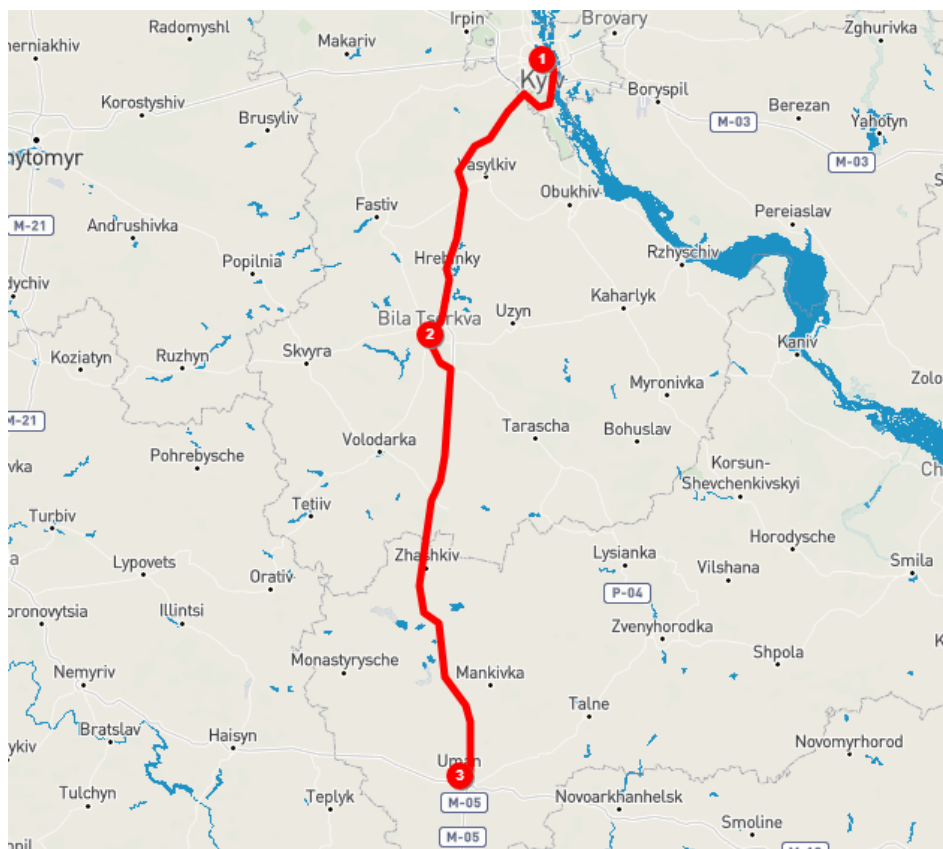 Radomyshl
Irpin
Brovary
Zghurivka
Makariv
herniakhiv
1
Kyiv
Korostyshiv
Boryspil
Berezan
Brusyliv
M-03
Yahotyn
hytomyr
M-03
Vasylkiv
Obukhiv
Fastiv
Pereiaslav
M-21
Andrushivka
Hrebinky
Rzhyschiv
Popilnia
dychiv
Kaharlyk
Uzyn
Bila Tserkva
2
Skvyra
Kaniv
Koziatyn
Ruzhyn
Zolo
Myronivka
M-21
Tarascha
Bohuslav
Volodarka
vka
Pohrebysche
Korsun-
Shevchenkivskyi
Ch
Tetiiv
Turbiv
Zhashkiv
Lysianka
Horodysche
a
Lypovets
Orativ
Vilshana
Smila
P-04
oronovytsia
Illintsi
Zvenyhorodka
K
Monastyrysche
Shpola
Nemyriv
Mankivka
Talne
Bratslav
Haisyn
ykiv
Novomyrhorod
Uman
3
Tulchyn
Teplyk
M-05
Novoarkhanhelsk
Smoline
M-05
opil